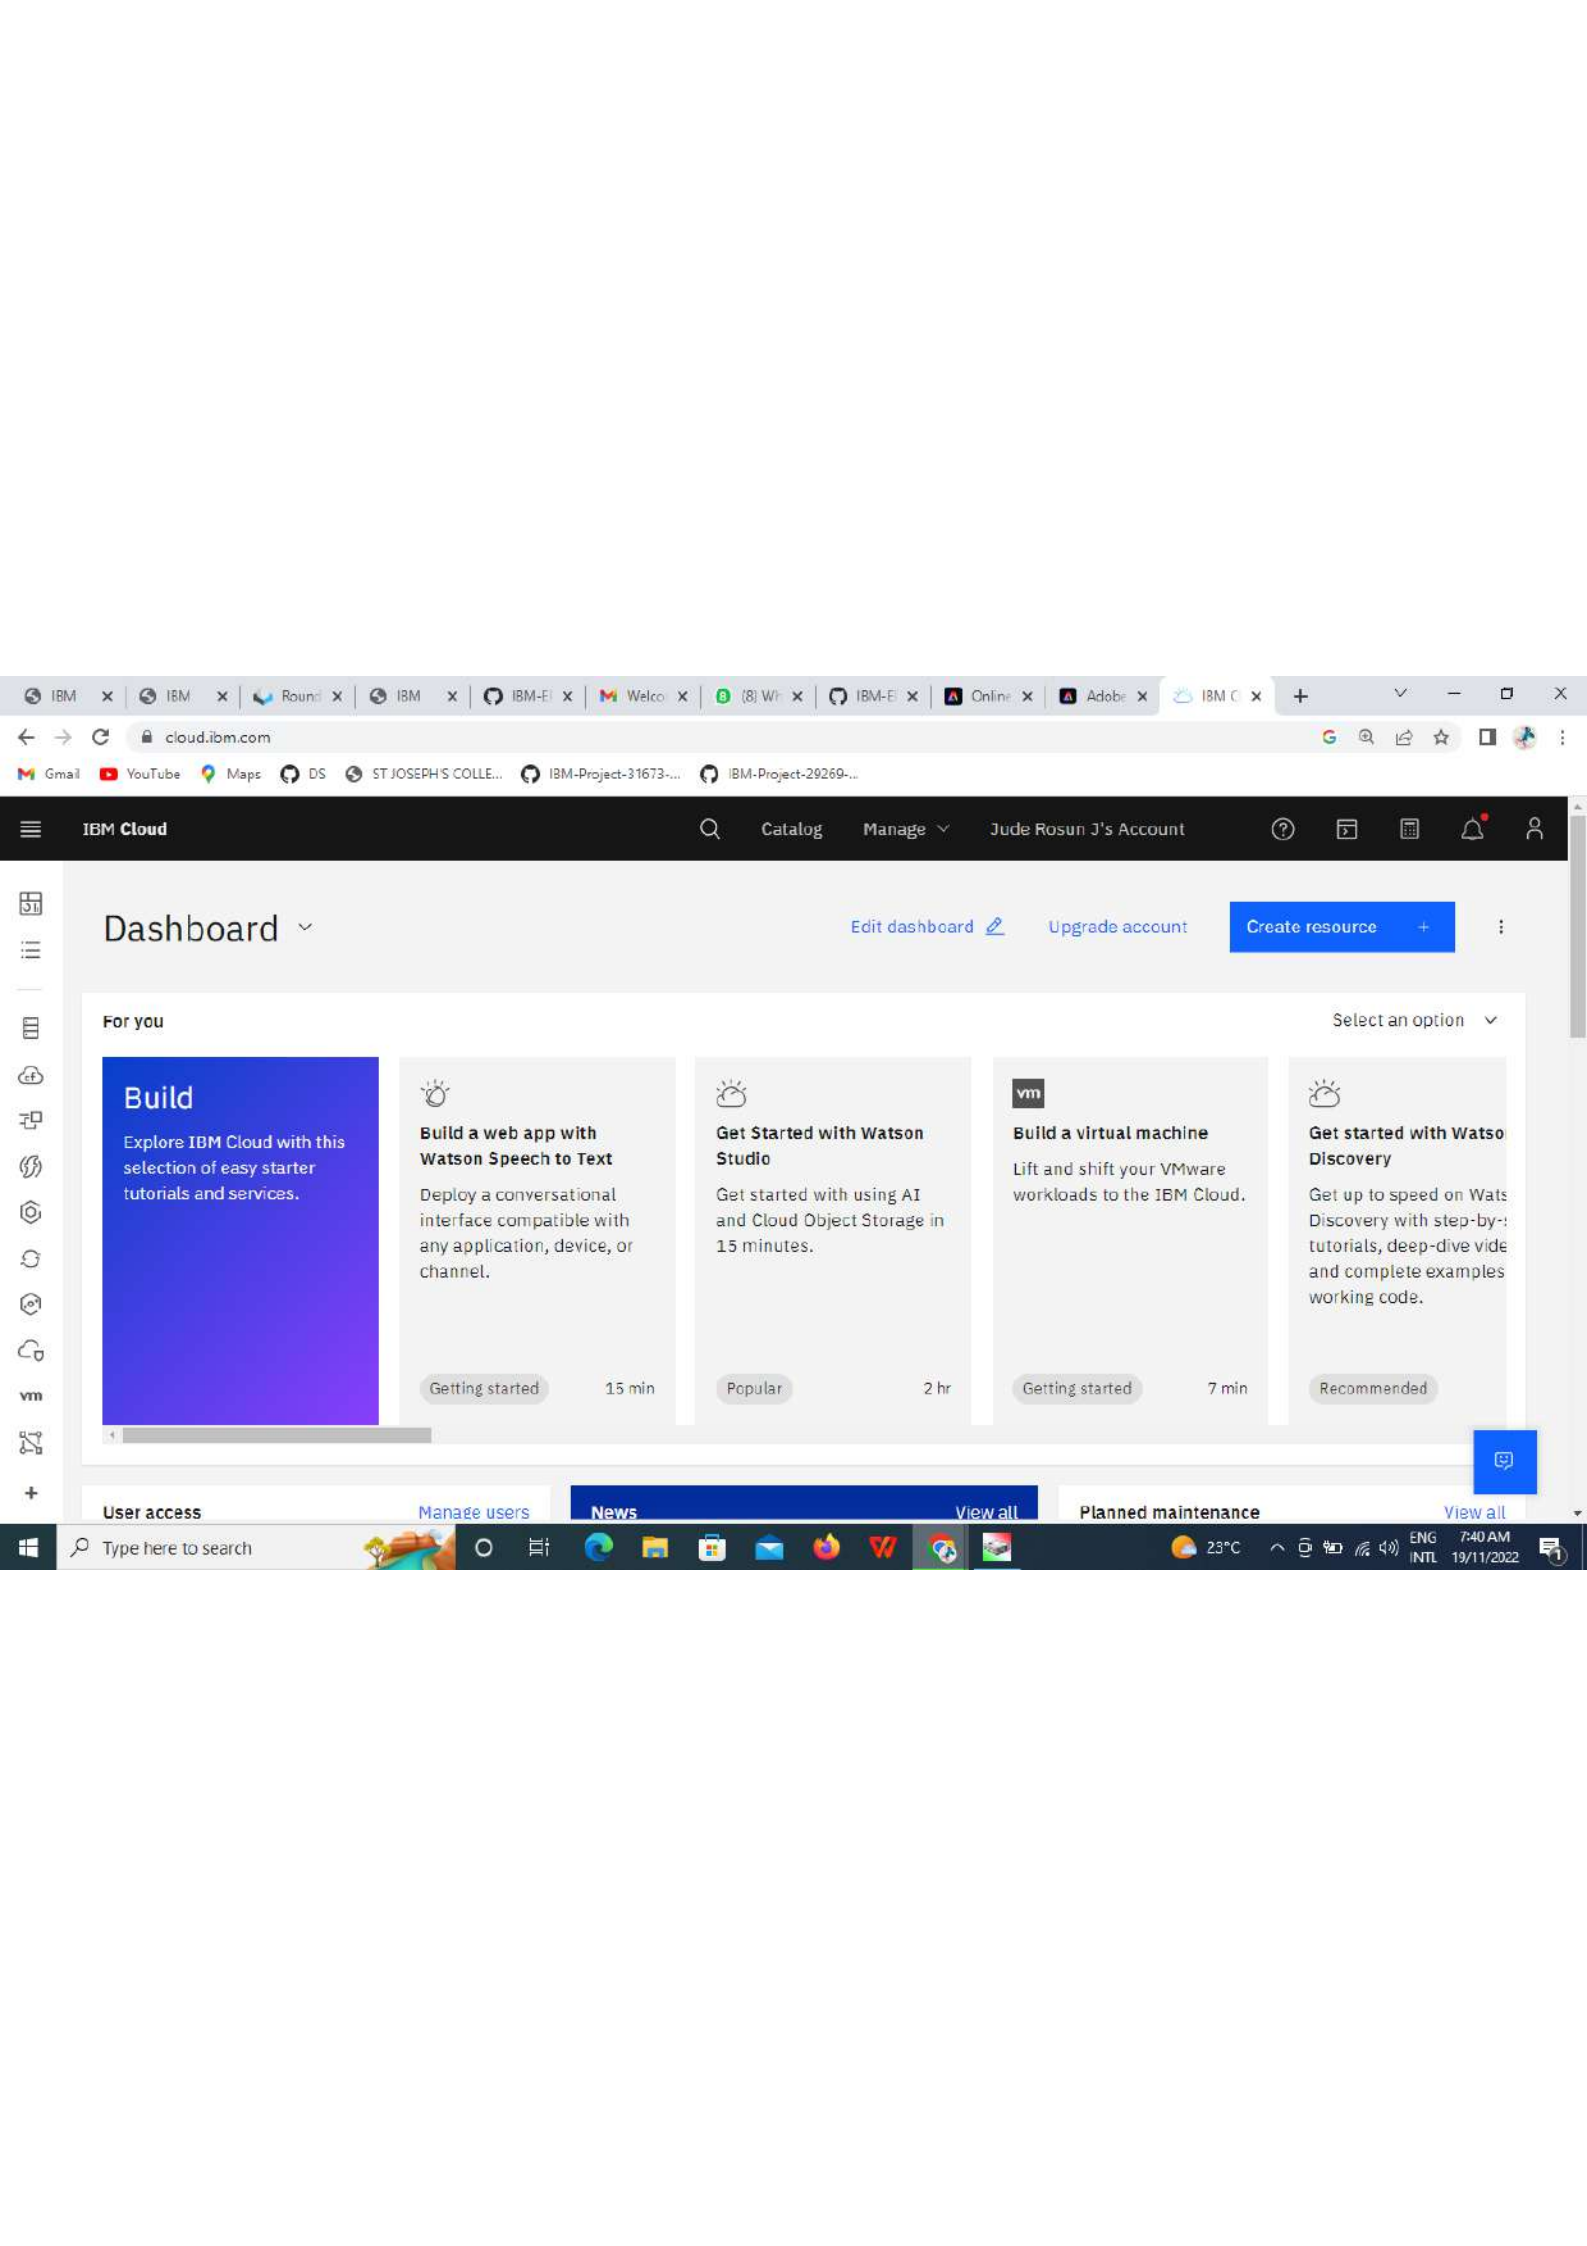 IBM IBM Round IBM IBM-E Welco (8) Wh IBM-E Online Adobe IBM C
cloud.ibm.com
Gmail YouTube Maps DS ST JOSEPH'S COLLE... IBM-Project-31673-... IBM-Project-29269-...
IBM Cloud Catalog Manage Jude Rosun J's Account
Dashboard Edit dashboard Upgrade account Create resource +
For you Select an option
Build
Explore IBM Cloud with this
selection of easy starter
tutorials and services.
Build a web app with
Watson Speech to Text
Deploy a conversational
interface compatible with
any application, device, or
channel.
Getting started 15 min
Get Started with Watson
Studio
Get started with using AI
and Cloud Object Storage in
15 minutes.
Popular 2 hr
vm
Build a virtual machine
Lift and shift your VMware
workloads to the IBM Cloud.
Getting started 7 min
Get started with Watso
Discovery
Get up to speed on Wats
Discovery with step-by-
tutorials, deep-dive vide
and complete examples
working code.
Recommended
cf
vm
User access Manage users News View all Planned maintenance View all
Type here to search 23°C ENG 7:40 AM
INTL 19/11/2022 1